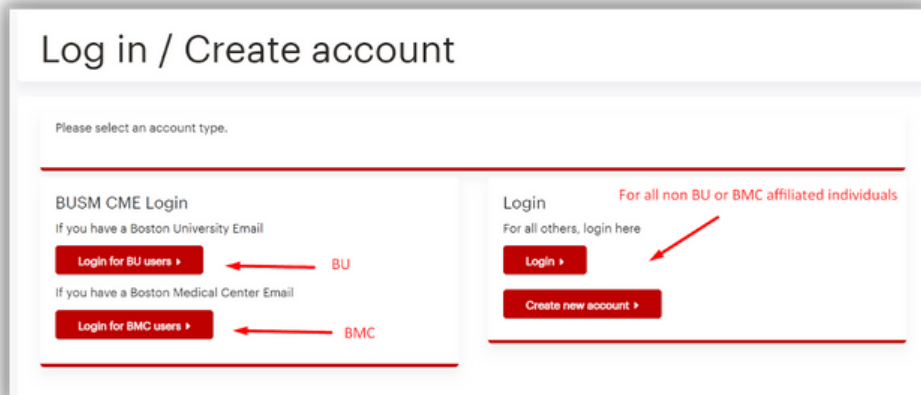 Log in / Create account
Please select an account type.
BUSM CME Login
If you have a Boston University Email
Login for BU users
BU
If you have a Boston Medical Center Email
Login for BMC users
BMC
Login
For all non BU or BMC affiliated individuals
For all others, login here
Login
Create new account